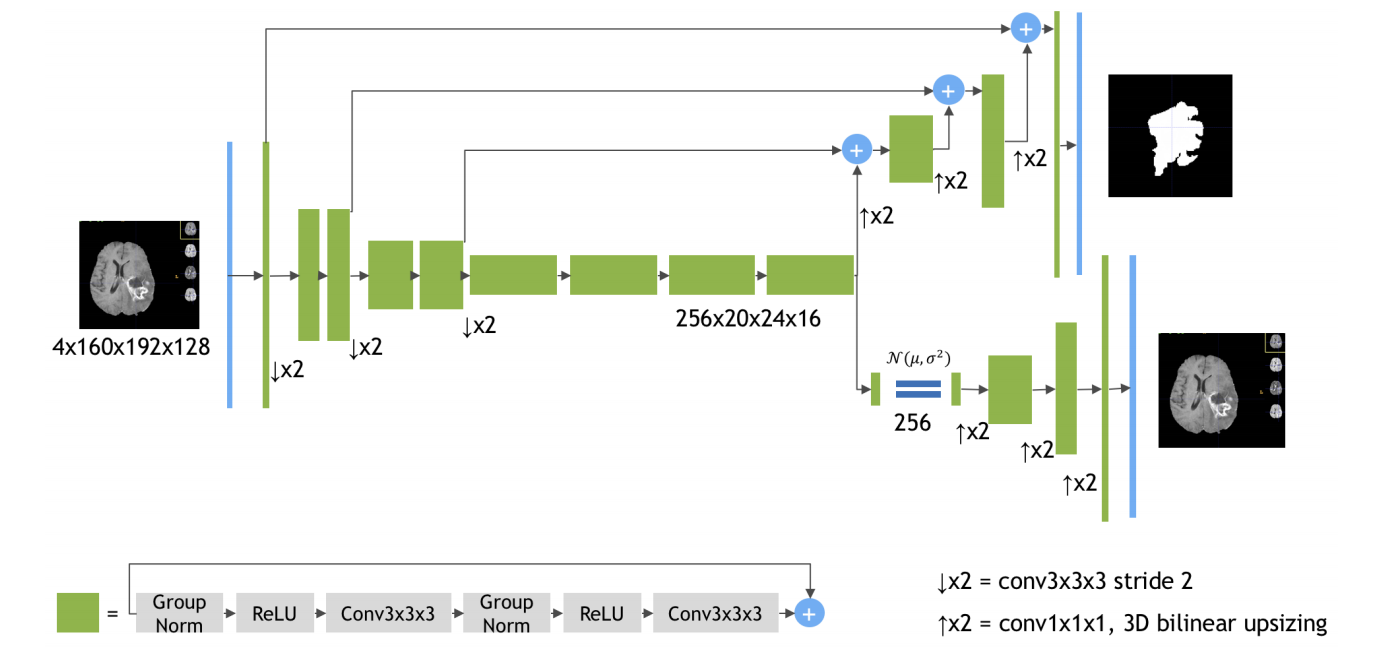 +
+
↑x2
+
↑x2
↑x2
4x160x192x128
↓x2
↓x2
↓x2
256x20x24x16
𝒩(μ, σ²)
256
↑x2
↑x2
↑x2
=
Group Norm
ReLU
Conv3x3x3
Group Norm
ReLU
Conv3x3x3
+
↓x2 = conv3x3x3 stride 2
↑x2 = conv1x1x1, 3D bilinear upsizing